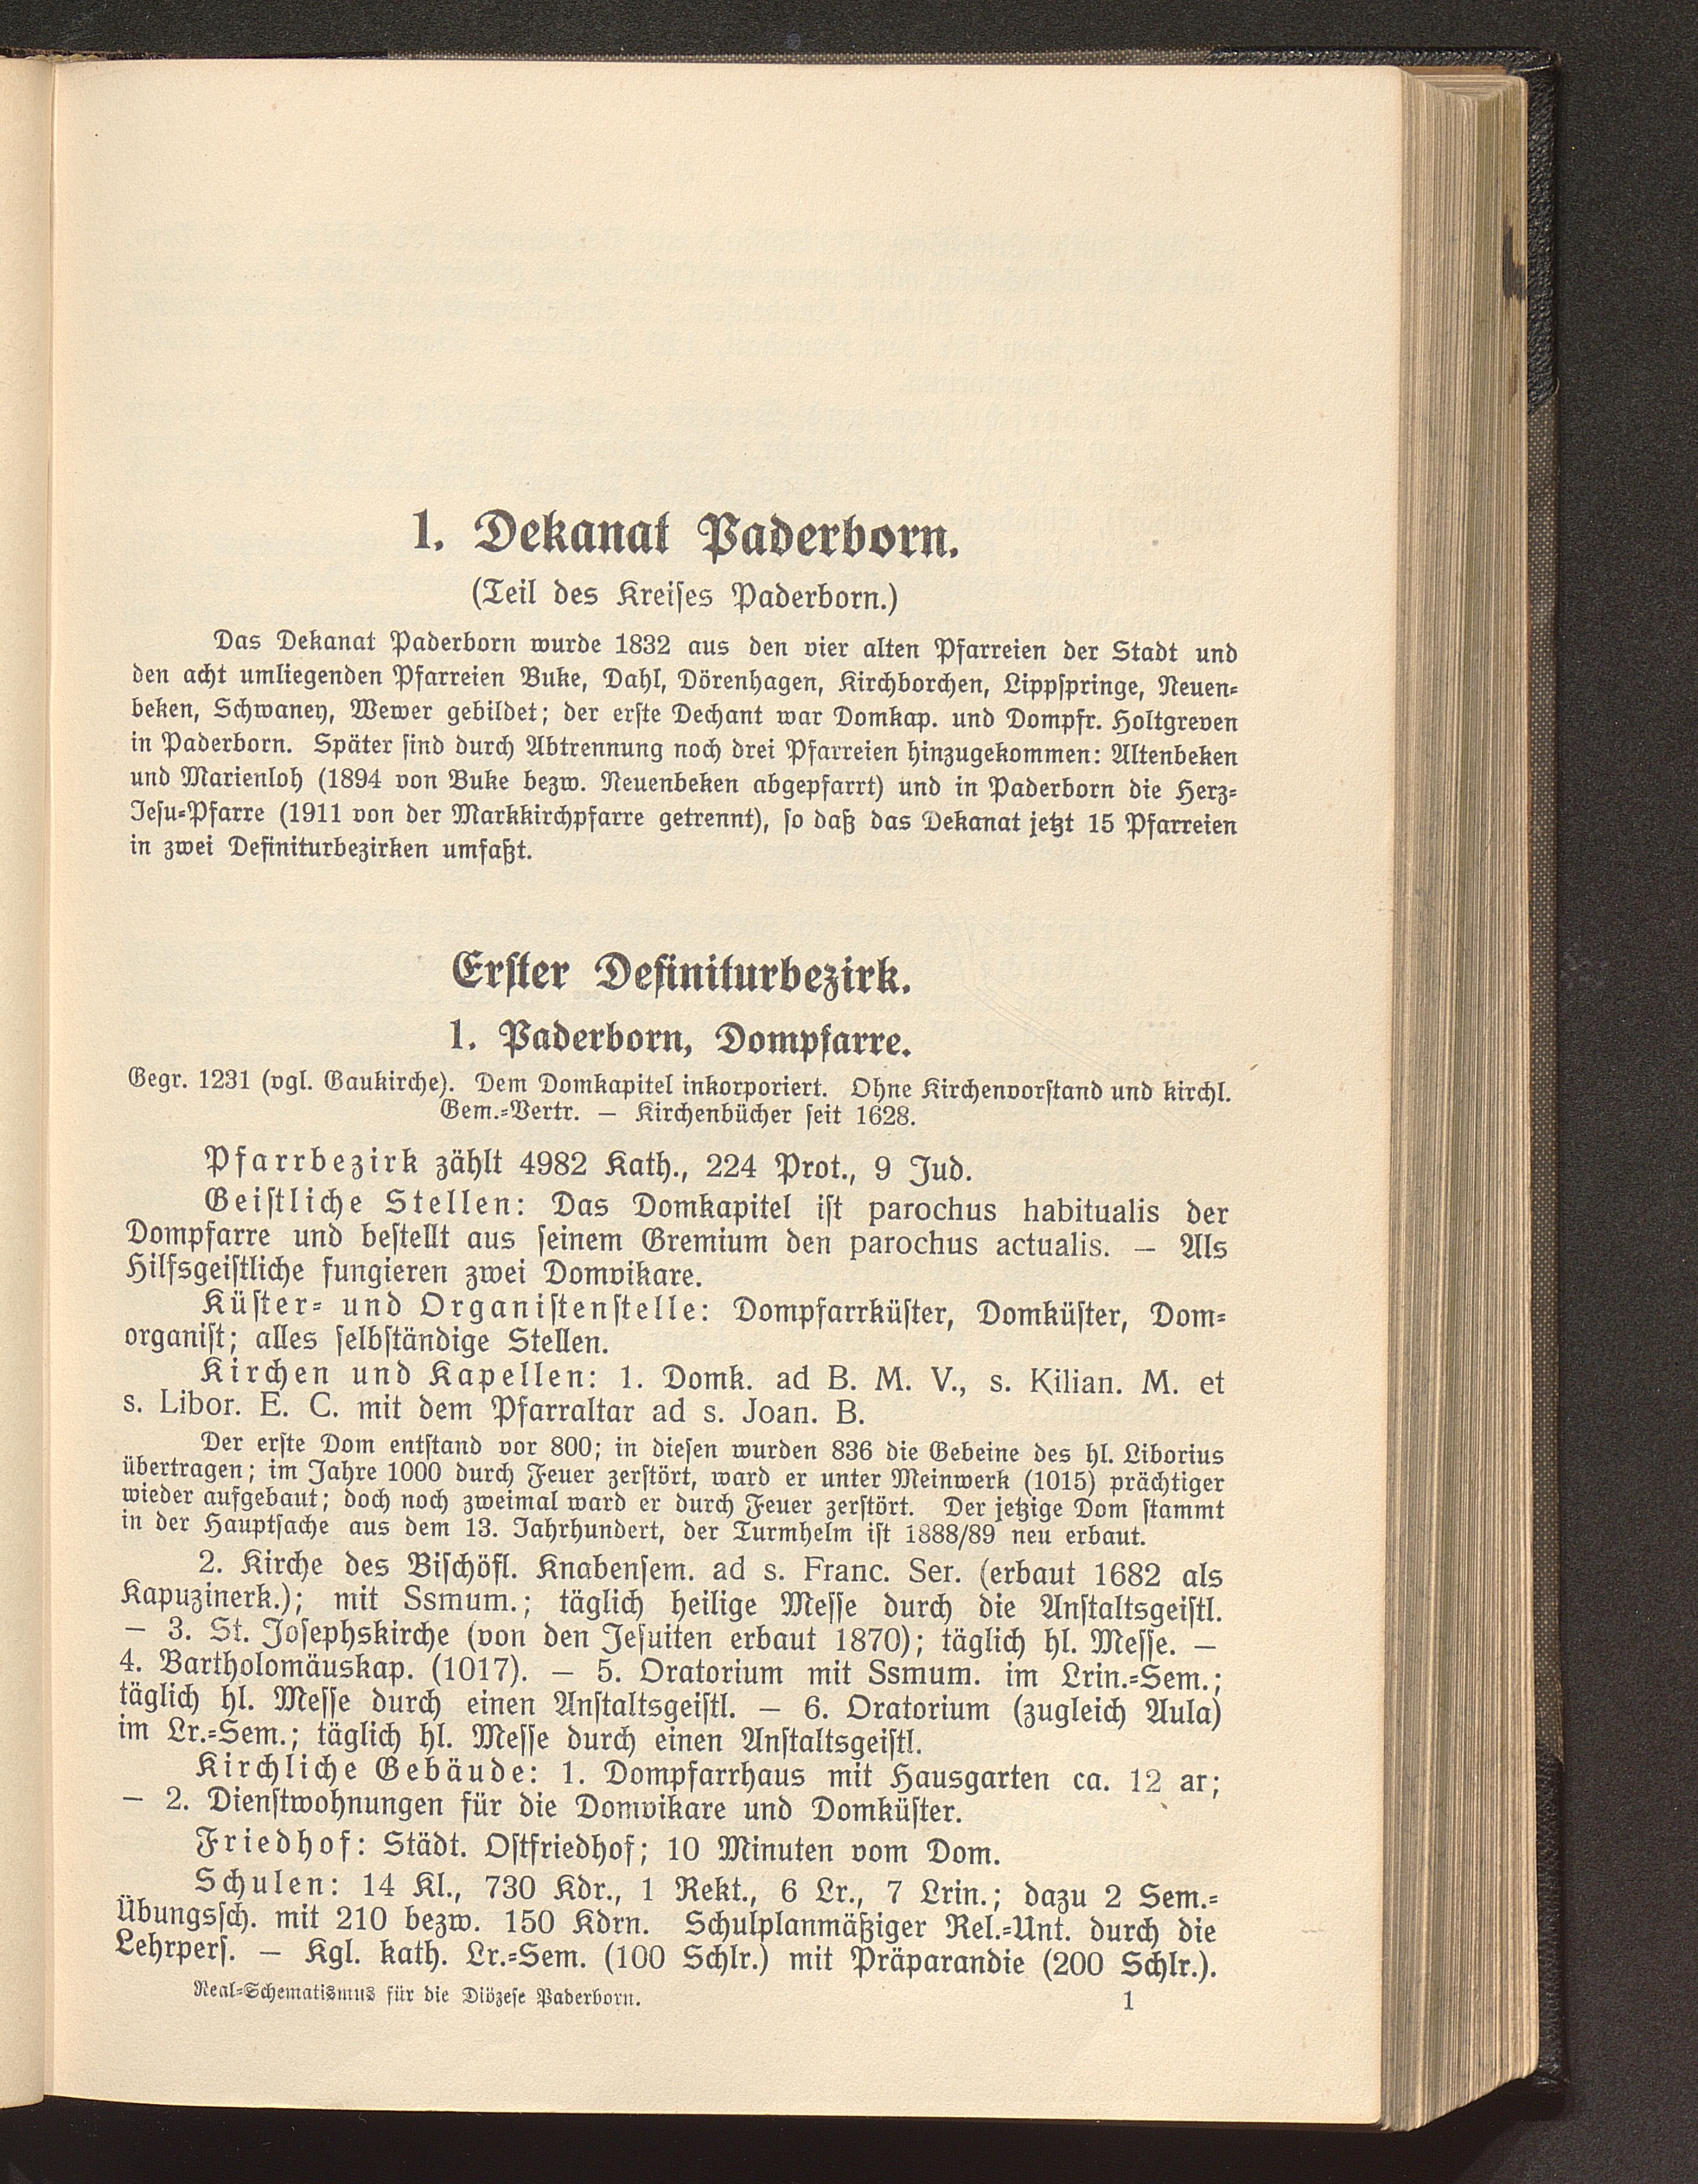 1. Dekanat Paderborn.
(Teil des Kreises Paderborn.)
Das Dekanat Paderborn wurde 1832 aus den vier alten Pfarreien der Stadt und
den acht umliegenden Pfarreien Buke, Dahl, Dörenhagen, Kirchborchen, Lippspringe, Neuen-
beken, Schwaney, Wewer gebildet; der erste Dechant war Domkap. und Dompfr. Holtgreven
in Paderborn. Später sind durch Abtrennung noch drei Pfarreien hinzugekommen: Altenbeken
und Marienloh (1894 von Buke bezw. Neuenbeken abgepfarrt) und in Paderborn die Herz-
Jesu-Pfarre (1911 von der Markkirchpfarre getrennt), so daß das Dekanat jetzt 15 Pfarreien
in zwei Definiturbezirken umfaßt.
Erster Definiturbezirk.
1. Paderborn, Dompfarre.
Gegr. 1231 (vgl. Gaukirche). Dem Domkapitel inkorporiert. Ohne Kirchenvorstand und kirchl.
Gem.-Vertr. — Kirchenbücher seit 1628.
Pfarrbezirk zählt 4982 Kath., 224 Prot., 9 Jud.
Geistliche Stellen: Das Domkapitel ist parochus habitualis der
Dompfarre und bestellt aus seinem Gremium den parochus actualis. — Als
Hilfsgeistliche fungieren zwei Domvikare.
Küster- und Organistenstelle: Dompfarrküster, Domküster, Dom-
organist; alles selbständige Stellen.
Kirchen und Kapellen: 1. Domk. ad B. M. V., s. Kilian. M. et
s. Libor. E. C. mit dem Pfarraltar ad s. Joan. B.
Der erste Dom entstand vor 800; in diesen wurden 836 die Gebeine des hl. Liborius
übertragen; im Jahre 1000 durch Feuer zerstört, ward er unter Meinwerk (1015) prächtiger
wieder aufgebaut; doch noch zweimal ward er durch Feuer zerstört. Der jetzige Dom stammt
in der Hauptsache aus dem 13. Jahrhundert, der Turmhelm ist 1888/89 neu erbaut.
2. Kirche des Bischöfl. Knabensem. ad s. Franc. Ser. (erbaut 1682 als
Kapuzinerk.); mit Ssmum.; täglich heilige Messe durch die Anstaltsgeistl.
— 3. St. Josephskirche (von den Jesuiten erbaut 1870); täglich hl. Messe. —
4. Bartholomäuskap. (1017). — 5. Oratorium mit Ssmum. im Lrin.-Sem.;
täglich hl. Messe durch einen Anstaltsgeistl. — 6. Oratorium (zugleich Aula)
im Lr.-Sem.; täglich hl. Messe durch einen Anstaltsgeistl.
Kirchliche Gebäude: 1. Dompfarrhaus mit Hausgarten ca. 12 ar;
— 2. Dienstwohnungen für die Domvikare und Domküster.
Friedhof: Städt. Ostfriedhof; 10 Minuten vom Dom.
Schulen: 14 Kl., 730 Kdr., 1 Rekt., 6 Lr., 7 Lrin.; dazu 2 Sem.-
Übungssch. mit 210 bezw. 150 Kdrn. Schulplanmäßiger Rel.-Unt. durch die
Lehrpers. — Kgl. kath. Lr.-Sem. (100 Schlr.) mit Präparandie (200 Schlr.).
Real-Schematismus für die Diözese Paderborn. 1